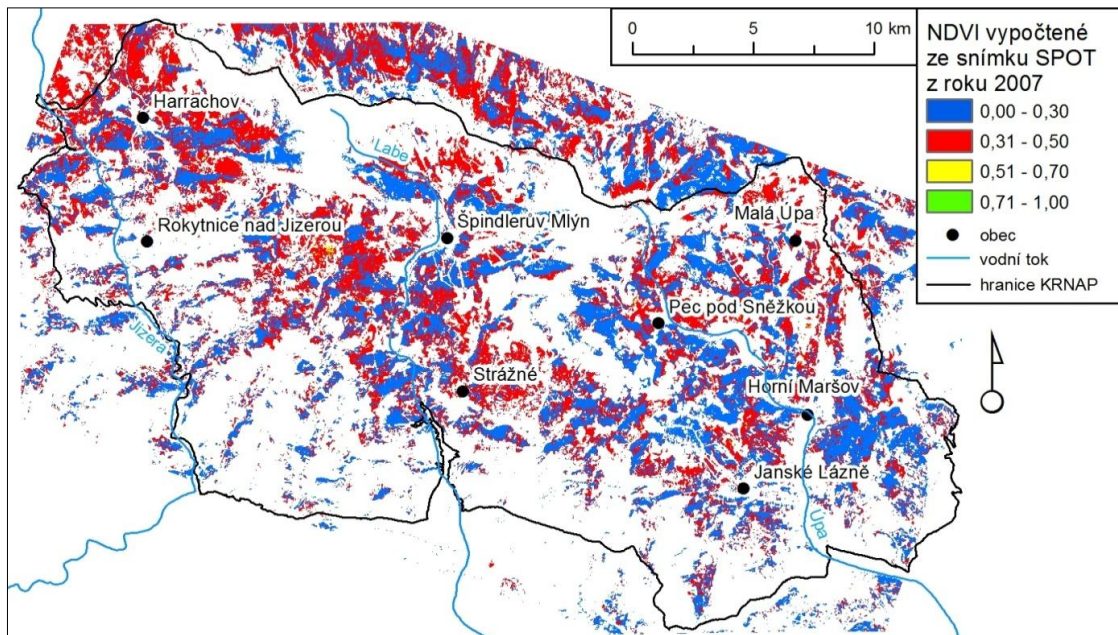 0 5 10 km
NDVI vypočtené
ze snímku SPOT
z roku 2007
0,00 - 0,30
0,31 - 0,50
0,51 - 0,70
0,71 - 1,00
obec
vodní tok
hranice KRNAP
Harrachov
Labe
Rokytnice nad Jizerou
Špindlerův Mlýn
Malá Úpa
Pec pod Sněžkou
Jizera
Strážné
Horní Maršov
Janské Lázně
Úpa